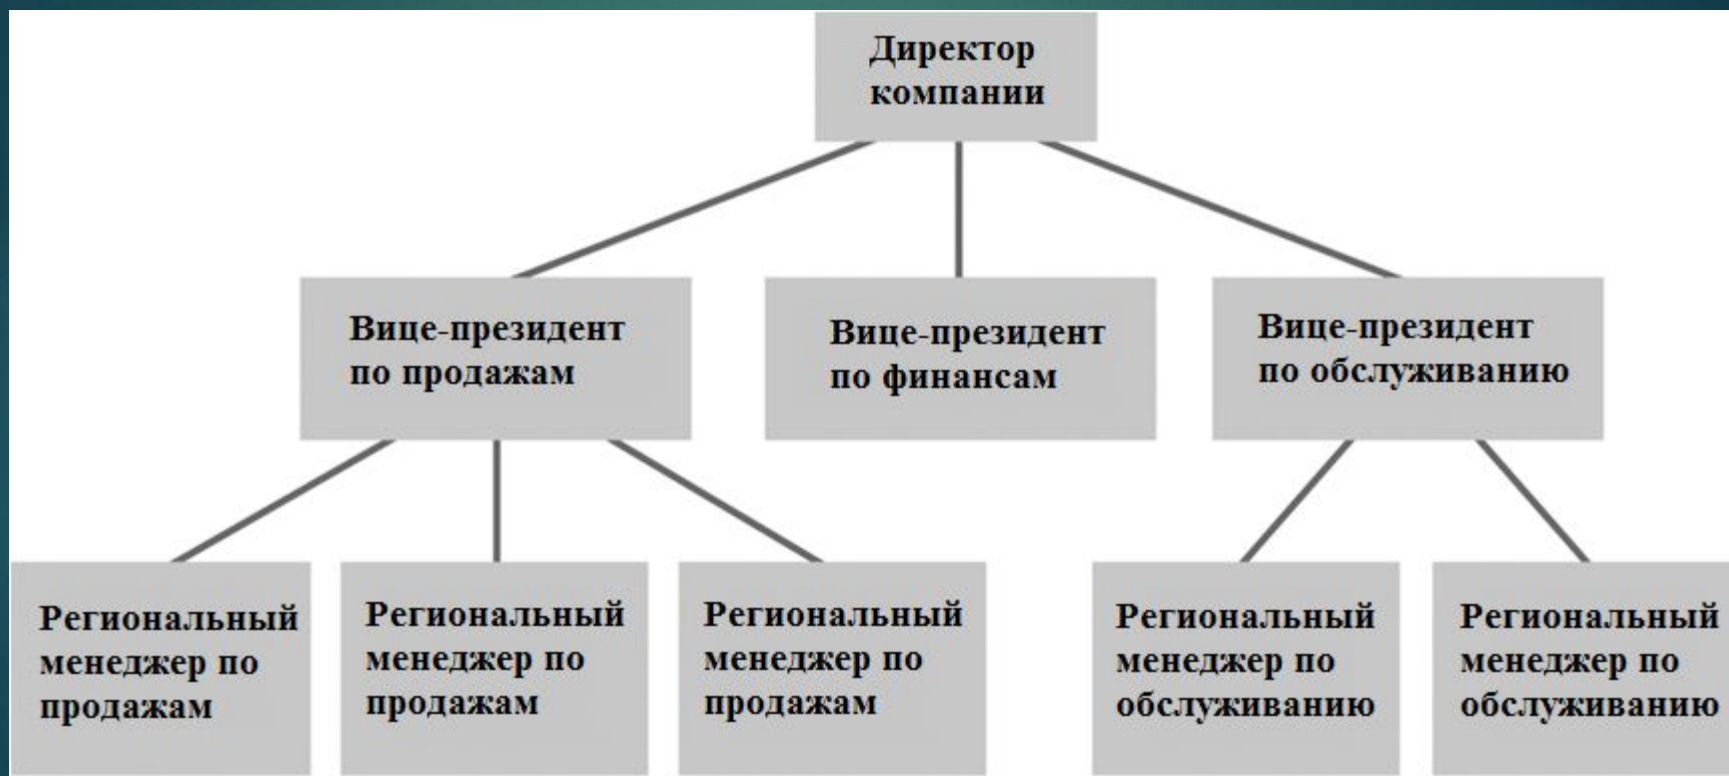 Директор
компании
Вице-президент
по продажам
Вице-президент
по финансам
Вице-президент
по обслуживанию
Региональный
менеджер по
продажам
Региональный
менеджер по
продажам
Региональный
менеджер по
продажам
Региональный
менеджер по
обслуживанию
Региональный
менеджер по
обслуживанию